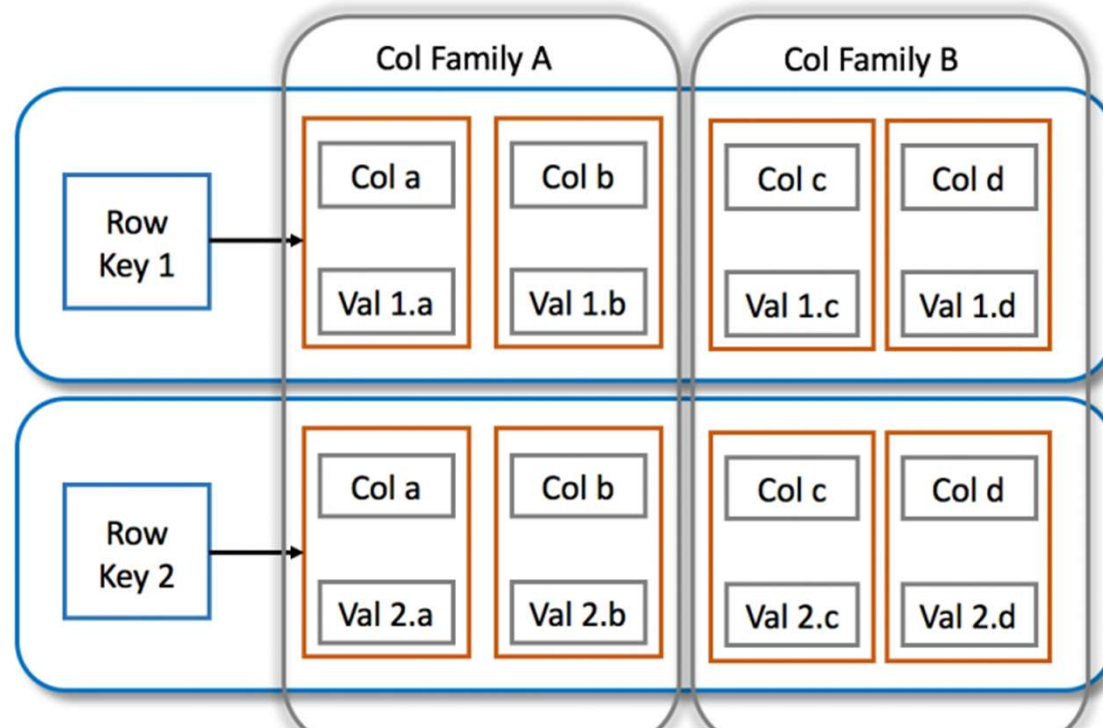 Col Family A
Col Family B
Col a
Col b
Col c
Col d
Row
Key 1
Val 1.a
Val 1.b
Val 1.c
Val 1.d
Col a
Col b
Col c
Col d
Row
Key 2
Val 2.a
Val 2.b
Val 2.c
Val 2.d